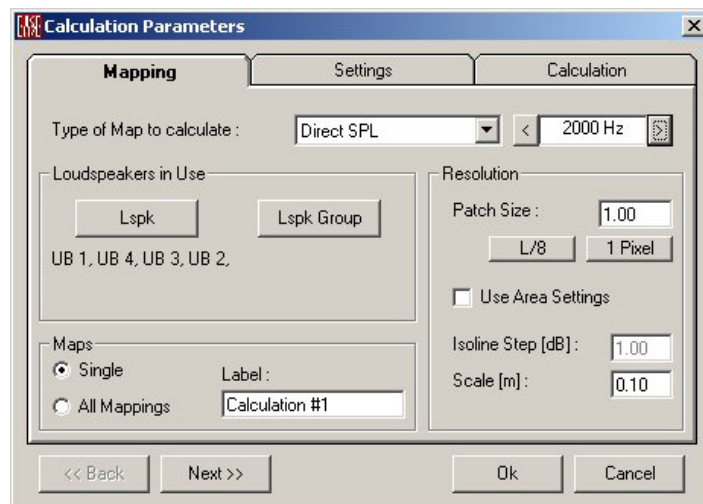 Calculation Parameters
Mapping Settings Calculation
Type of Map to calculate : Direct SPL < 2000 Hz >
Loudspeakers in Use
Lspk Lspk Group
UB 1, UB 4, UB 3, UB 2,
Maps
Single
All Mappings
Label :
Calculation #1
Resolution
Patch Size : 1.00
L/8 1 Pixel
Use Area Settings
Isoline Step [dB] : 1.00
Scale [m] : 0.10
<< Back Next >> Ok Cancel